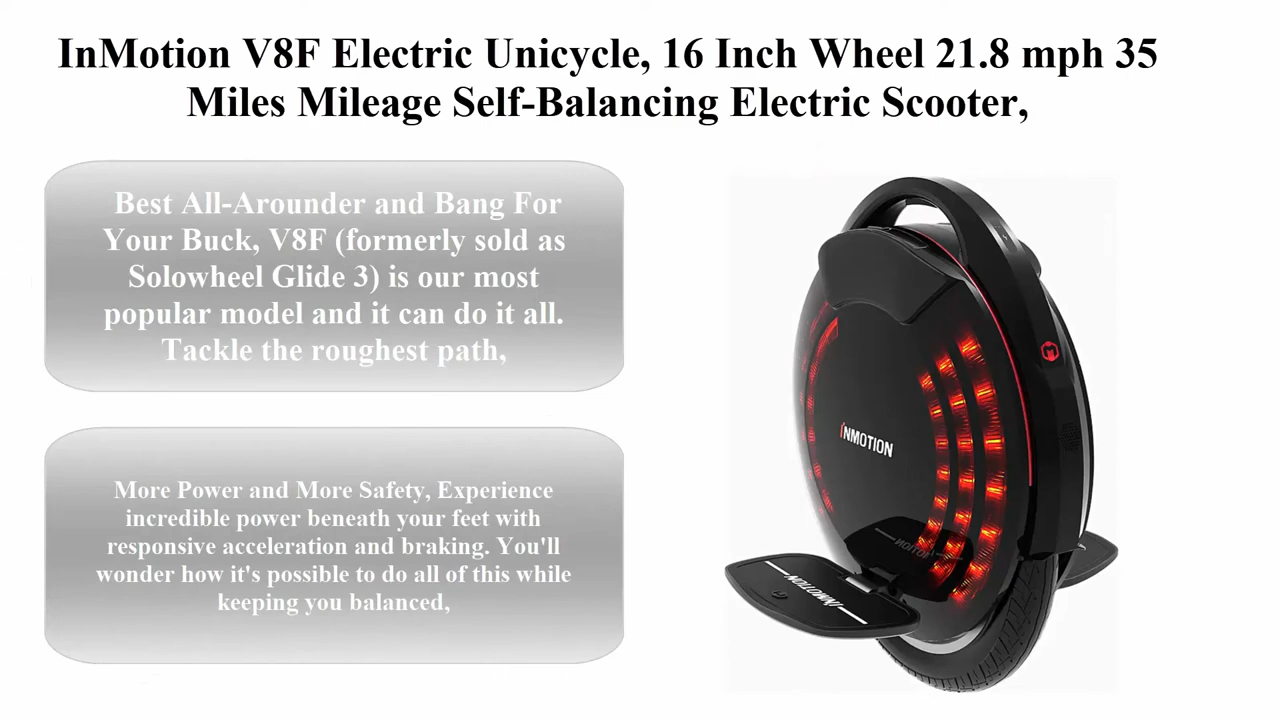 InMotion V8F Electric Unicycle, 16 Inch Wheel 21.8 mph 35
Miles Mileage Self-Balancing Electric Scooter,
Best All-Arounder and Bang For
Your Buck, V8F (formerly sold as
Solowheel Glide 3) is our most
popular model and it can do it all.
Tackle the roughest path,
More Power and More Safety, Experience
incredible power beneath your feet with
responsive acceleration and braking. You'll
wonder how it's possible to do all of this while
keeping you balanced,
INMOTION
INMOTION
INMOTION